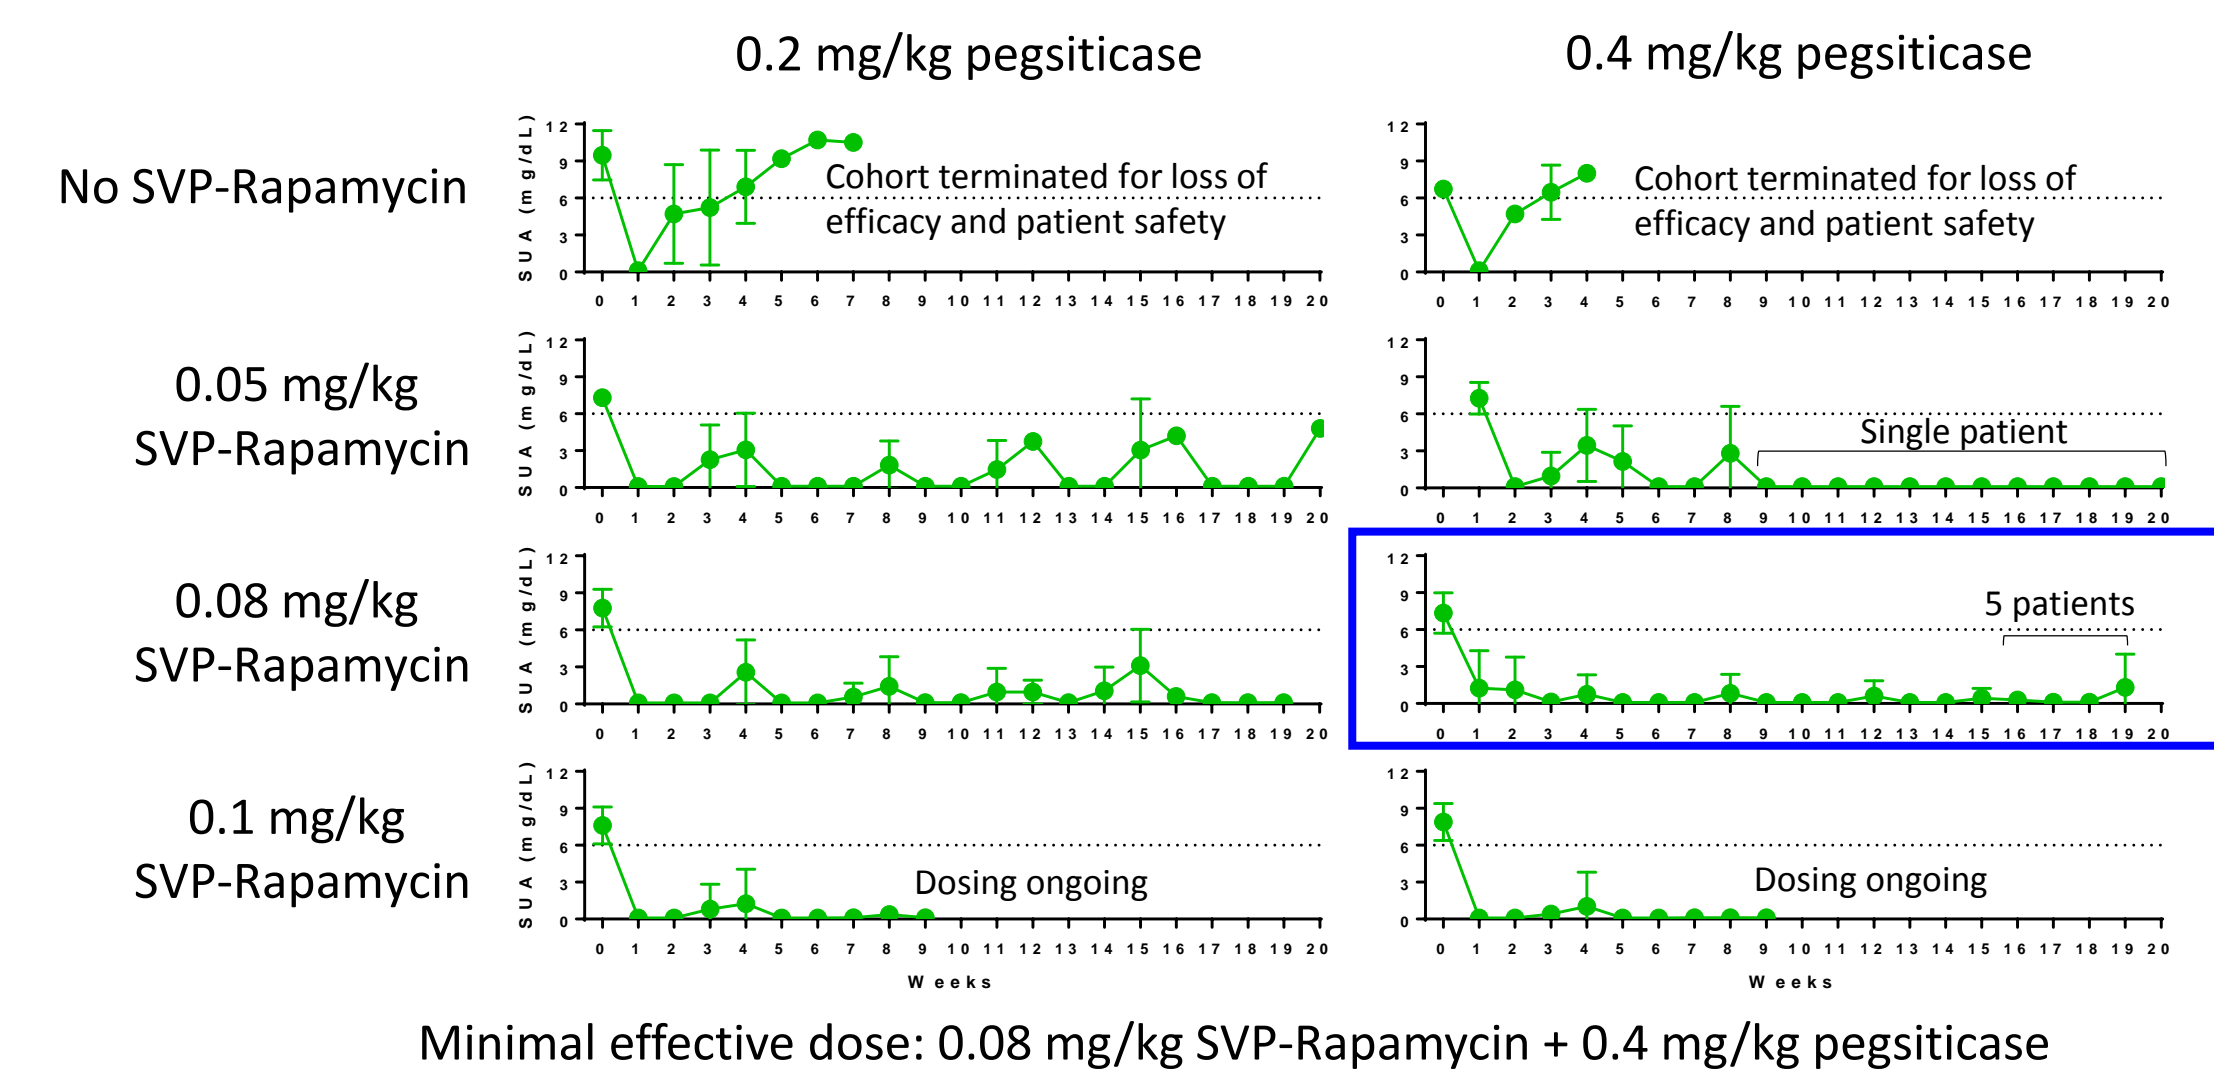 0.2 mg/kg pegsiticase
0.4 mg/kg pegsiticase
No SVP-Rapamycin
SUA (mg/dL)
12
9
6
3
0
Cohort terminated for loss of
efficacy and patient safety
0 1 2 3 4 5 6 7 8 9 10 11 12 13 14 15 16 17 18 19 20
12
9
6
3
0
Cohort terminated for loss of
efficacy and patient safety
0 1 2 3 4 5 6 7 8 9 10 11 12 13 14 15 16 17 18 19 20
0.05 mg/kg
SVP-Rapamycin
SUA (mg/dL)
12
9
6
3
0
0 1 2 3 4 5 6 7 8 9 10 11 12 13 14 15 16 17 18 19 20
12
9
6
3
0
Single patient
0 1 2 3 4 5 6 7 8 9 10 11 12 13 14 15 16 17 18 19 20
0.08 mg/kg
SVP-Rapamycin
SUA (mg/dL)
12
9
6
3
0
0 1 2 3 4 5 6 7 8 9 10 11 12 13 14 15 16 17 18 19 20
12
9
6
3
0
5 patients
0 1 2 3 4 5 6 7 8 9 10 11 12 13 14 15 16 17 18 19 20
0.1 mg/kg
SVP-Rapamycin
SUA (mg/dL)
12
9
6
3
0
Dosing ongoing
0 1 2 3 4 5 6 7 8 9 10 11 12 13 14 15 16 17 18 19 20
Weeks
12
9
6
3
0
Dosing ongoing
0 1 2 3 4 5 6 7 8 9 10 11 12 13 14 15 16 17 18 19 20
Weeks
Minimal effective dose: 0.08 mg/kg SVP-Rapamycin + 0.4 mg/kg pegsiticase